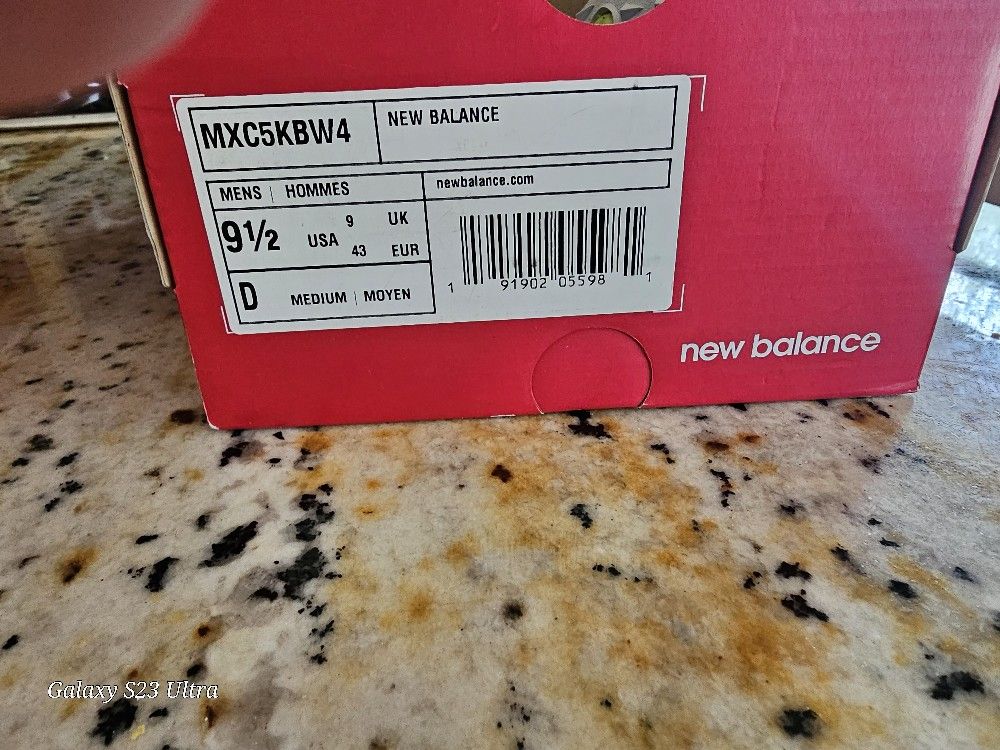 MXC5KBW4
NEW BALANCE
MENS | HOMMES
newbalance.com
9½ USA 9 UK
43 EUR
D MEDIUM | MOYEN
1 91902 05598 1
new balance
Galaxy S23 Ultra